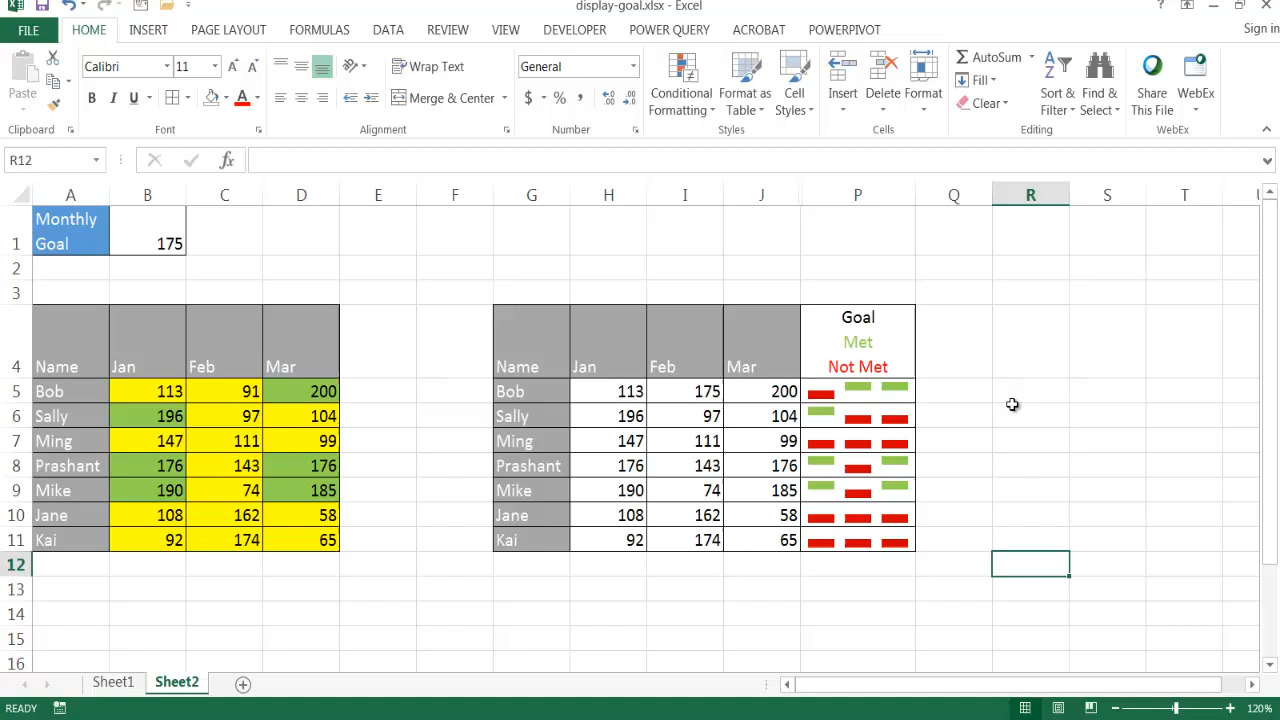 display-goal.xlsx - Excel
?
Sign in
FILE HOME INSERT PAGE LAYOUT FORMULAS DATA REVIEW VIEW DEVELOPER POWER QUERY ACROBAT POWERPIVOT
Calibri 11 Wrap Text General AutoSum
Paste B I U Merge & Center $ % , Conditional Formatting Format as Table Cell Styles Insert Delete Format Fill Clear Sort & Filter Find & Select Share This File WebEx
Clipboard Font Alignment Number Styles Cells Editing WebEx
R12 fx
A B C D E F G H I J P Q R S T
1 Monthly Goal 175
2
3
4 Name Jan Feb Mar Name Jan Feb Mar Goal Met Not Met
5 Bob 113 91 200 Bob 113 175 200
6 Sally 196 97 104 Sally 196 97 104
7 Ming 147 111 99 Ming 147 111 99
8 Prashant 176 143 176 Prashant 176 143 176
9 Mike 190 74 185 Mike 190 74 185
10 Jane 108 162 58 Jane 108 162 58
11 Kai 92 174 65 Kai 92 174 65
12
13
14
15
16
Sheet1 Sheet2
READY 120%